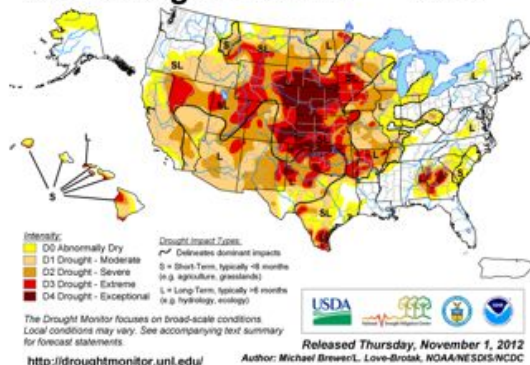 SL
S
SL
L
L
L
SL
L
L
L
L
S
SL
L
S
Intensity:
D0 Abnormally Dry
D1 Drought - Moderate
D2 Drought - Severe
D3 Drought - Extreme
D4 Drought - Exceptional
Drought Impact Types:
Delineates dominant impacts
S = Short-Term, typically <6 months
(e.g. agriculture, grasslands)
L = Long-Term, typically >6 months
(e.g. hydrology, ecology)
The Drought Monitor focuses on broad-scale conditions.
Local conditions may vary. See accompanying text summary
for forecast statements.
http://droughtmonitor.unl.edu/
USDA
Released Thursday, November 1, 2012
Author: Michael Brewer/L. Love-Brotak, NOAA/NESDIS/NCDC